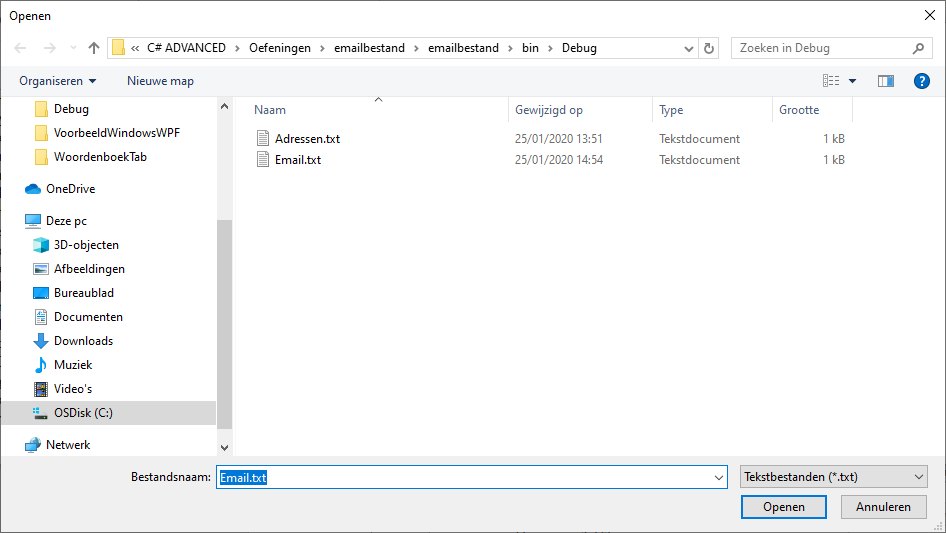 Openen
« C# ADVANCED › Oefeningen › emailbestand › emailbestand › bin › Debug
Zoeken in Debug
Organiseren
Nieuwe map
?
Debug
VoorbeeldWindowsWPF
WoordenboekTab
OneDrive
Deze pc
3D-objecten
Afbeeldingen
Bureaublad
Documenten
Downloads
Muziek
Video's
OSDisk (C:)
Netwerk
Naam Gewijzigd op Type Grootte
Adressen.txt 25/01/2020 13:51 Tekstdocument 1 kB
Email.txt 25/01/2020 14:54 Tekstdocument 1 kB
Bestandsnaam: Email.txt Tekstbestanden (*.txt)
Openen Annuleren